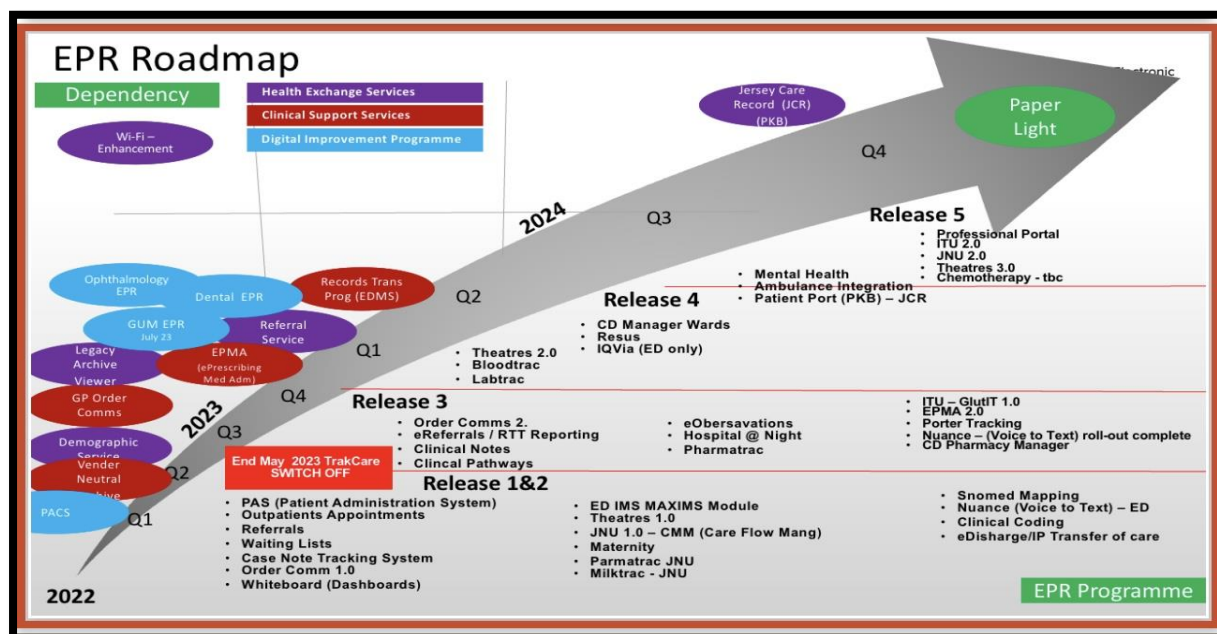 EPR Roadmap
Dependency
Health Exchange Services
Clinical Support Services
Digital Improvement Programme
Wi-Fi –
Enhancement
Jersey Care
Record (JCR)
(PKB)
Paper
Light
Q4
Q3
2024
Release 5
• Professional Portal
• ITU 2.0
• JNU 2.0
• Theatres 3.0
• Chemotherapy - tbc
• Mental Health
• Ambulance Integration
• Patient Port (PKB) – JCR
Ophthalmology
EPR
Dental EPR
Records Trans
Prog (EDMS)
Q2
Release 4
• CD Manager Wards
• Resus
• IQVia (ED only)
GUM EPR
July 23
Referral
Service
Q1
• Theatres 2.0
• Bloodtrac
• Labtrac
Legacy
Archive
Viewer
EPMA
(ePrescribing
Med Adm)
Q4
GP Order
Comms
2023
Q3
Release 3
• Order Comms 2.
• eReferrals / RTT Reporting
• Clinical Notes
• Clincal Pathways
• eObersavations
• Hospital @ Night
• Pharmatrac
• ITU – GlutIT 1.0
• EPMA 2.0
• Porter Tracking
• Nuance – (Voice to Text) roll-out complete
• CD Pharmacy Manager
Demographic
Service
Vender
Neutral
Q2
End May 2023 TrakCare
SWITCH OFF
Release 1&2
PACS
Q1
• PAS (Patient Administration System)
• Outpatients Appointments
• Referrals
• Waiting Lists
• Case Note Tracking System
• Order Comm 1.0
• Whiteboard (Dashboards)
• ED IMS MAXIMS Module
• Theatres 1.0
• JNU 1.0 – CMM (Care Flow Mang)
• Maternity
• Parmatrac JNU
• Milktrac - JNU
• Snomed Mapping
• Nuance (Voice to Text) – ED
• Clinical Coding
• eDisharge/IP Transfer of care
2022
EPR Programme